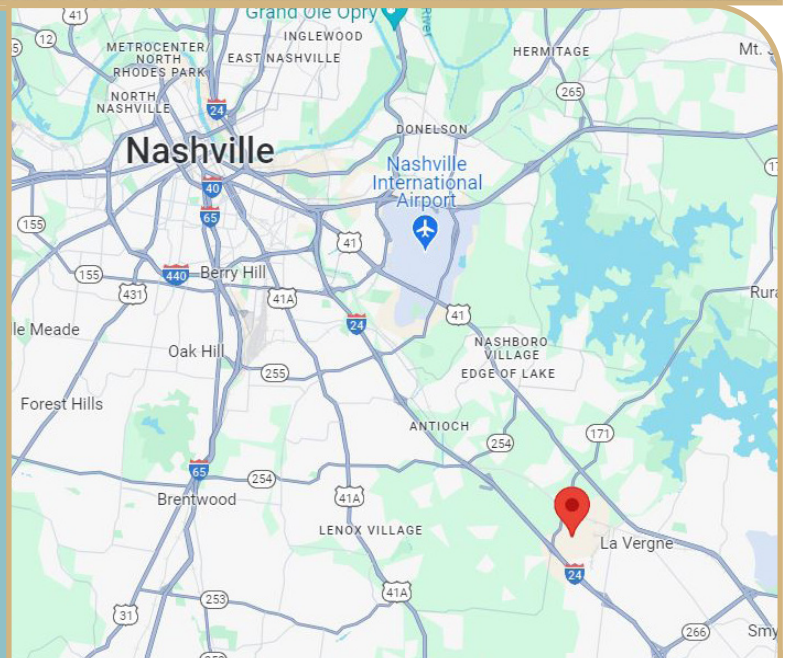 41
Grand Ole Opry
River
INGLEWOOD
12
METROCENTER/
NORTH
RHODES PARK
EAST NASHVILLE
HERMITAGE
Mt.
NORTH
NASHVILLE
24
265
DONELSON
Nashville
Nashville
International
Airport
40
65
155
41
155
440
Berry Hill
431
41A
41
24
le Meade
Oak Hill
NASHBORO
VILLAGE
255
EDGE OF LAKE
Forest Hills
ANTIOCH
171
254
65
254
Brentwood
41A
LENOX VILLAGE
La Vergne
24
253
41A
31
266
Smy